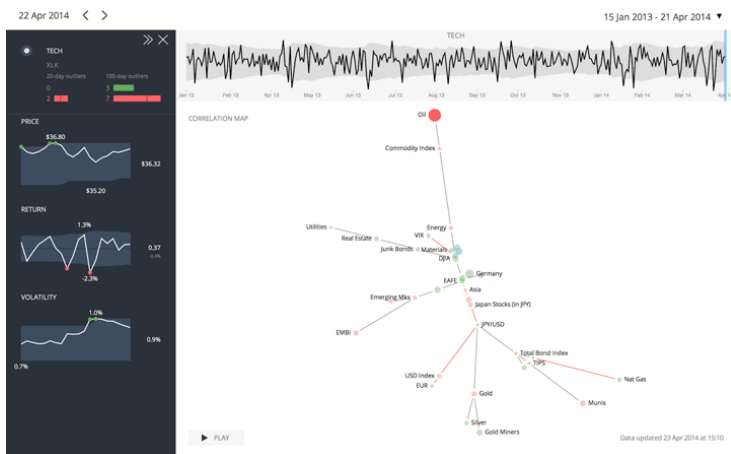 22 Apr 2014
15 Jan 2013 - 21 Apr 2014
TECH
XLK
20-day outliers 100-day outliers
0 3
2 7
PRICE
$36.80
$36.32
$35.20
RETURN
1.3%
0.37
0.4%
-2.3%
VOLATILITY
1.0%
0.9%
0.7%
TECH
Jan 13 Feb 13 Apr 13 May 13 Jun 13 Jul 13 Aug 13 Sep 13 Oct 13 Nov 13 Jan 14 Feb 14 Mar 14
CORRELATION MAP
Oil
Commodity Index
Utilities
Energy
Real Estate
VIX
Junk Bonds
Materials
DJIA
Germany
EAFE
Asia
Emerging Mks
Japan Stocks (in JPY)
JPY/USD
EMBI
Total Bond Index
TIPS
USD Index
EUR
Nat Gas
Gold
Munis
Silver
Gold Miners
PLAY
Data updated 23 Apr 2014 at 15:10